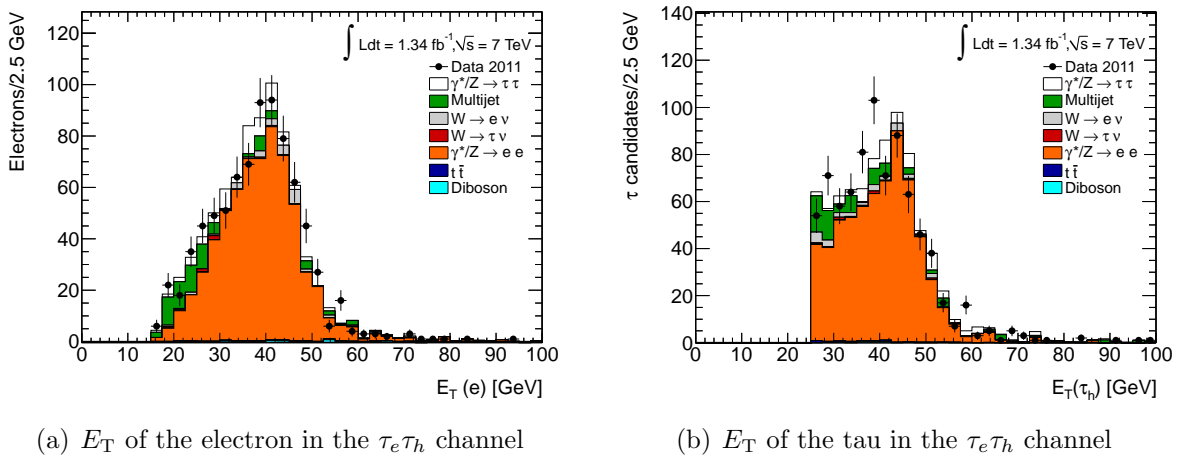 Electrons/2.5 GeV
120
100
80
60
40
20
0
0 10 20 30 40 50 60 70 80 90 100
E_T (e) [GeV]
∫ Ldt = 1.34 fb⁻¹,√s = 7 TeV
Data 2011
γ*/Z → τ τ
Multijet
W → e ν
W → τ ν
γ*/Z → e e
t t̄
Diboson
(a) E_T of the electron in the τ_eτ_h channel
τ candidates/2.5 GeV
140
120
100
80
60
40
20
0
0 10 20 30 40 50 60 70 80 90 100
E_T(τ_h) [GeV]
∫ Ldt = 1.34 fb⁻¹,√s = 7 TeV
Data 2011
γ*/Z → τ τ
Multijet
W → e ν
W → τ ν
γ*/Z → e e
t t̄
Diboson
(b) E_T of the tau in the τ_eτ_h channel